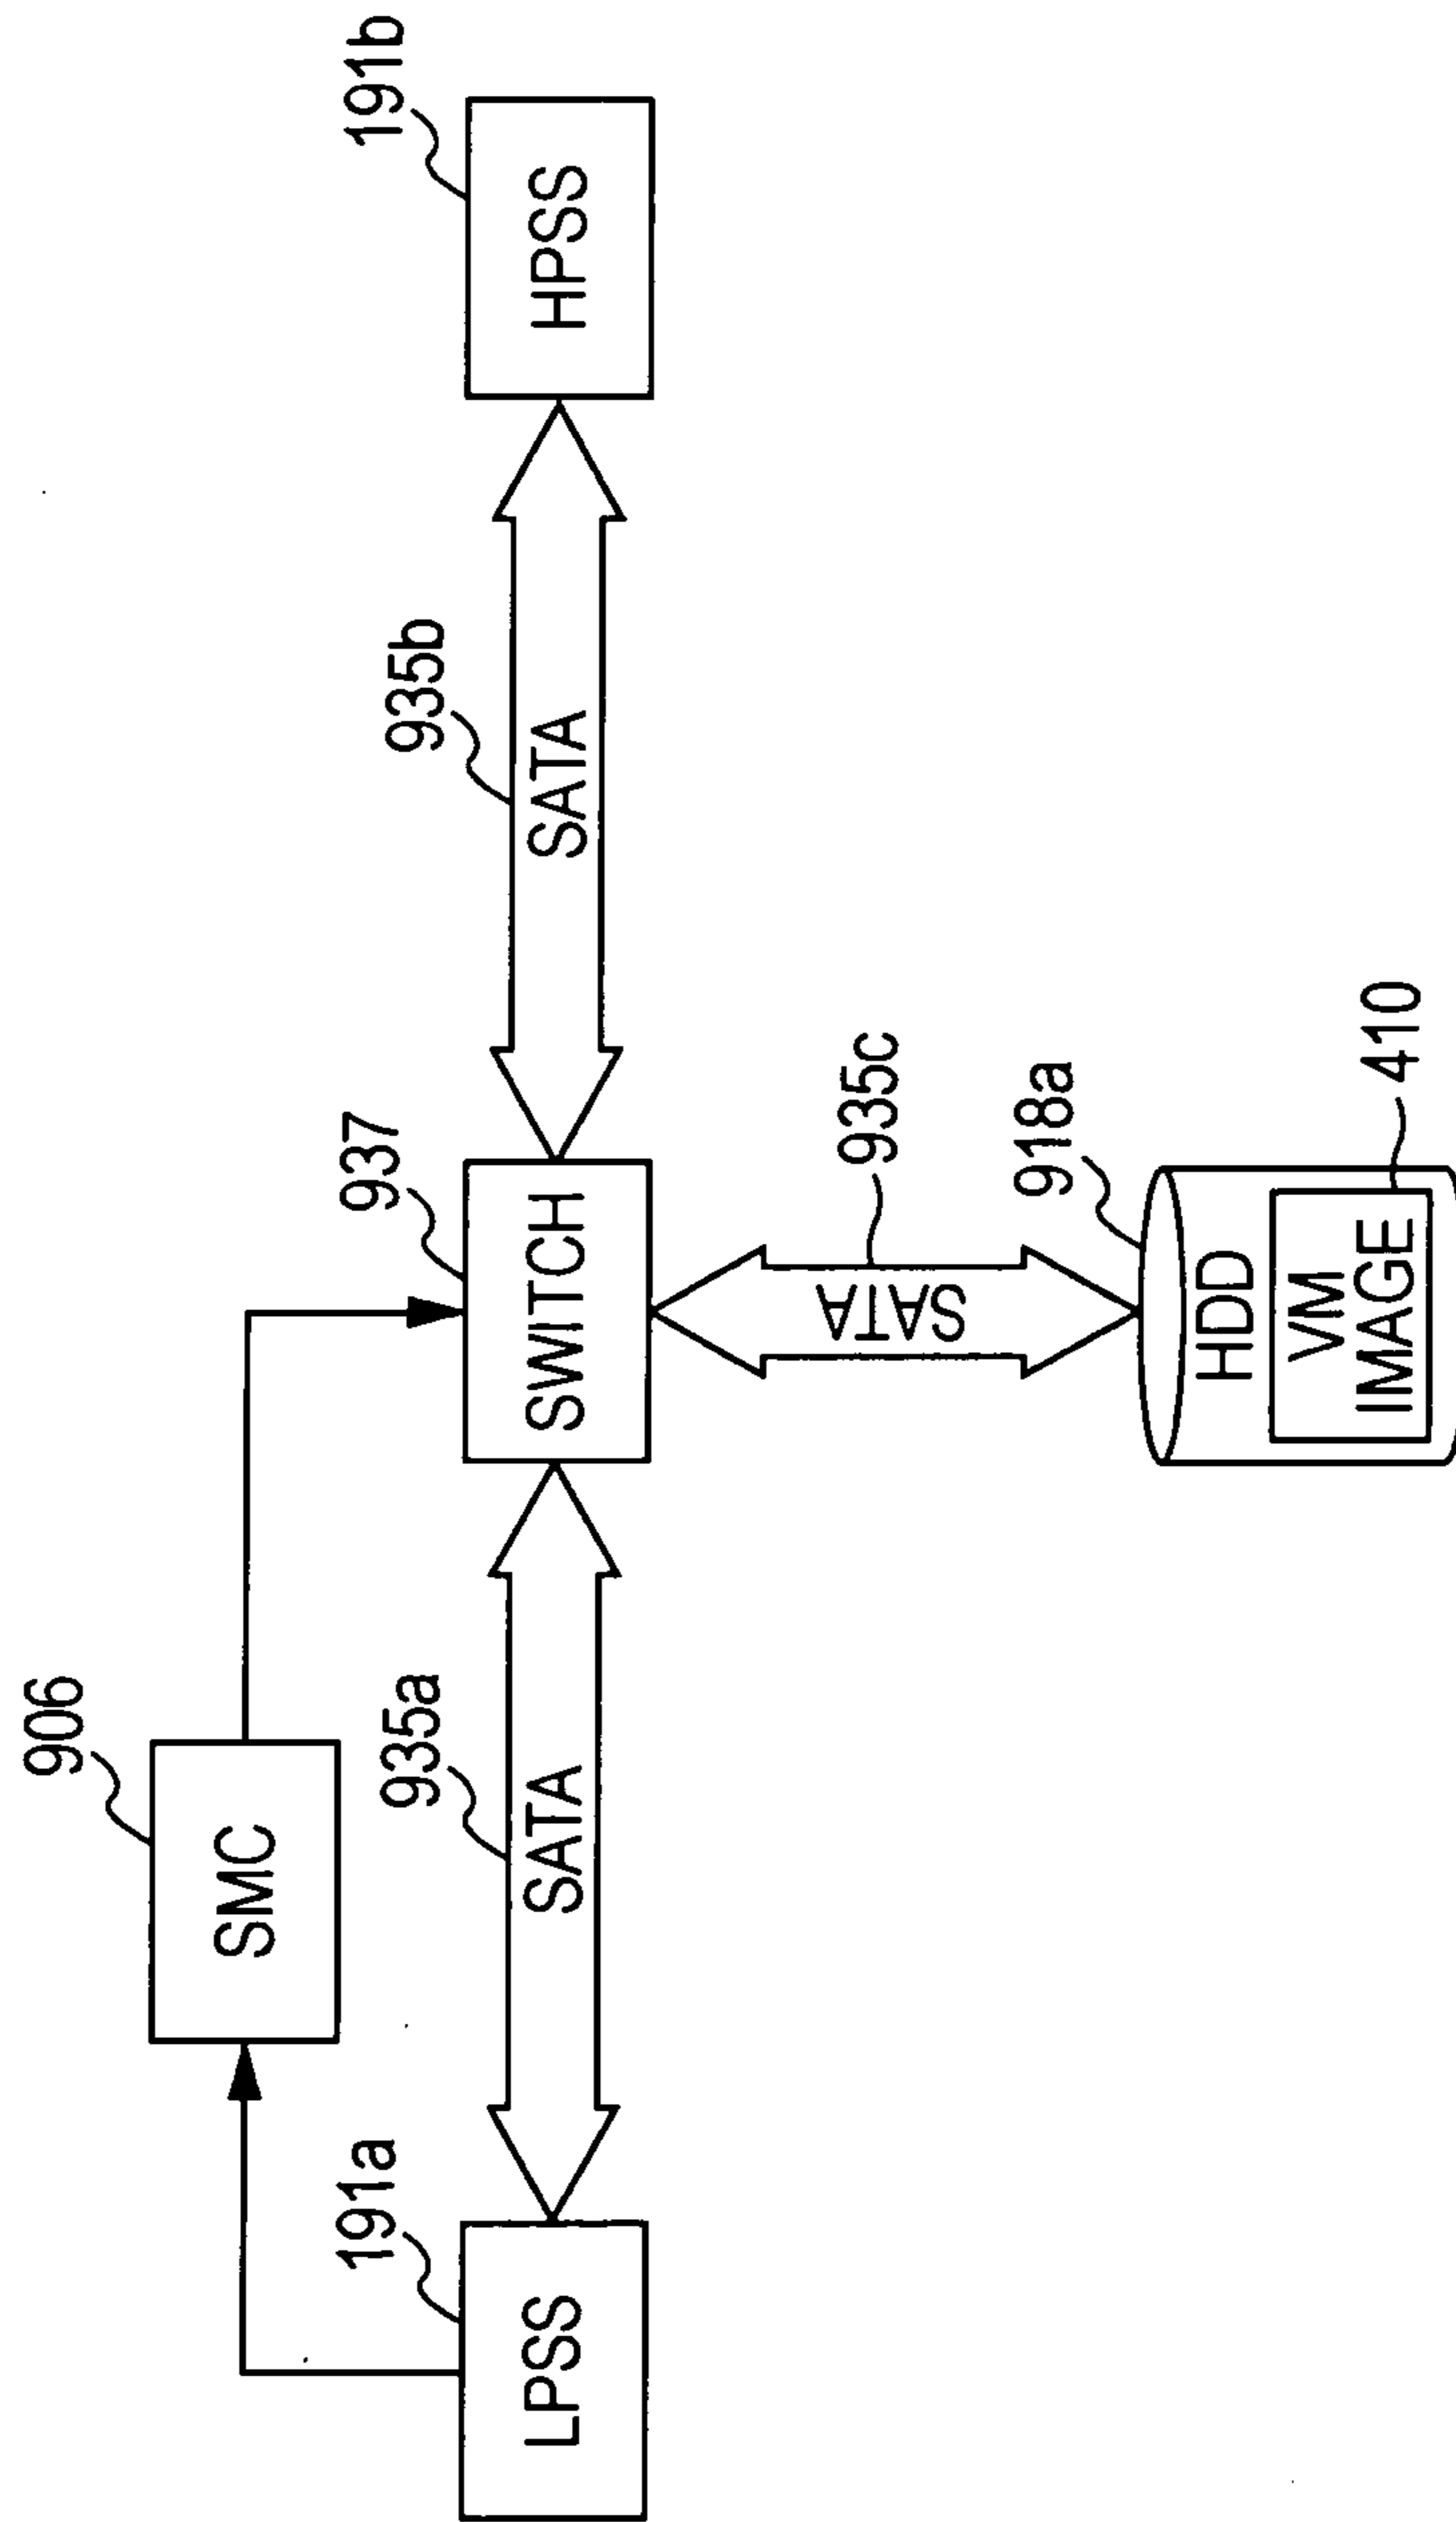 906
SMC
191a
LPSS
935a
SATA
937
SWITCH
935b
SATA
191b
HPSS
935c
SATA
918a
HDD
VM
IMAGE
410